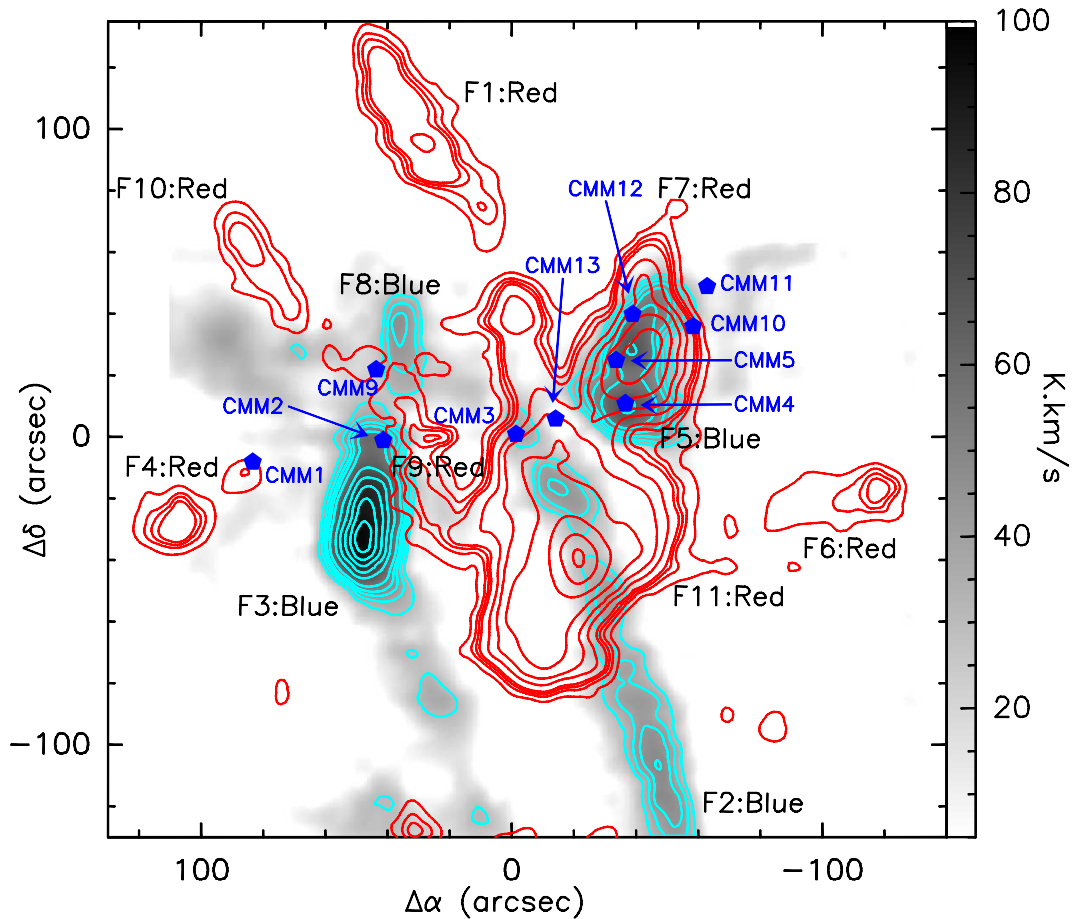 100
F1:Red
100
F10:Red
CMM12
F7:Red
80
CMM13
F8:Blue
CMM11
CMM10
CMM9
CMM5
60
CMM2
CMM3
CMM4
0
F5:Blue
F4:Red
CMM1
F9:Red
40
F6:Red
F3:Blue
F11:Red
20
-100
F2:Blue
100
0
-100
Δα (arcsec)
Δδ (arcsec)
K.km/s